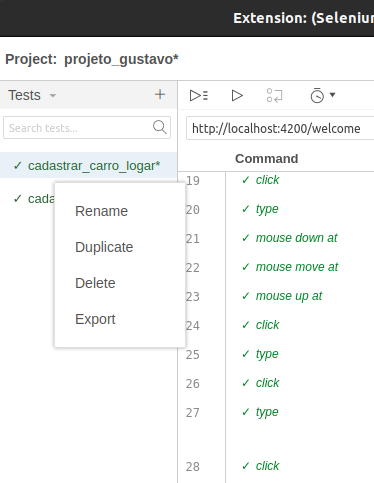 Extension: (Selenium
Project: projeto_gustavo*
Tests
Search tests...
http://localhost:4200/welcome
Command
✓ cadastrar_carro_logar*
✓ cada
Rename
Duplicate
Delete
Export
19 ✓ click
20 ✓ type
21 ✓ mouse down at
22 ✓ mouse move at
23 ✓ mouse up at
24 ✓ click
25 ✓ type
26 ✓ click
27 ✓ type
28 ✓ click